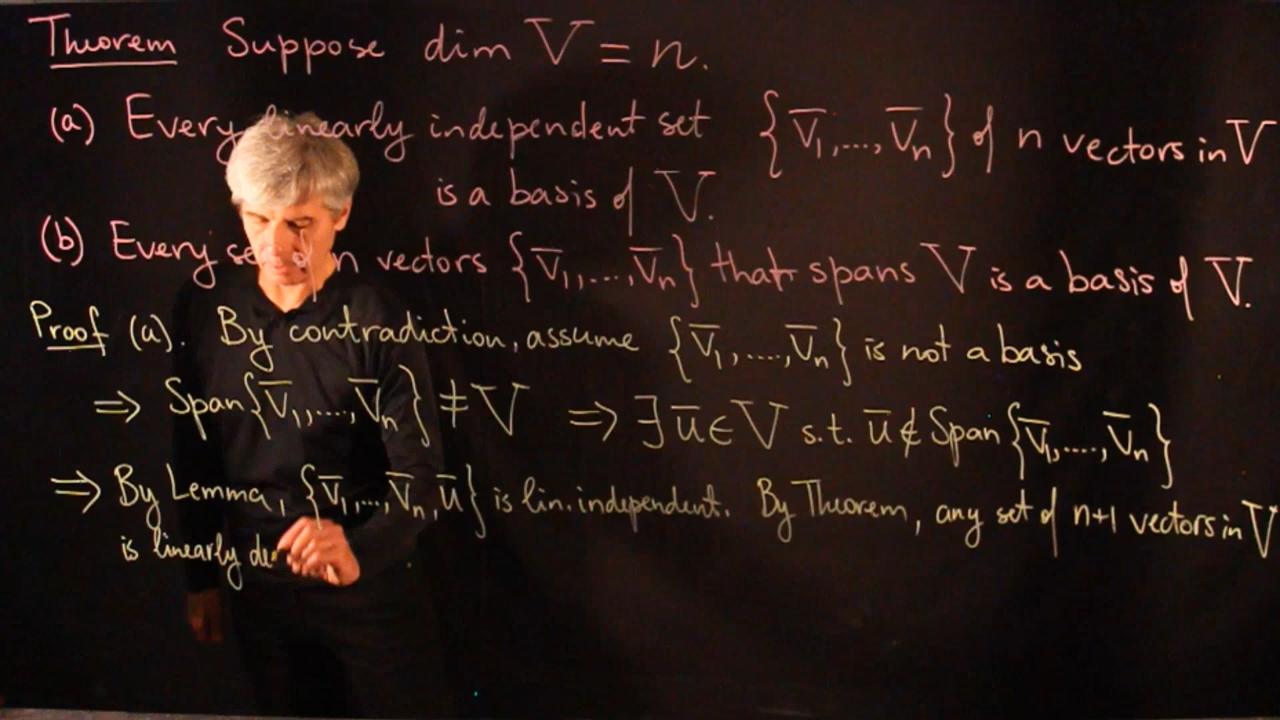 Theorem Suppose dim V = n.
(a) Every linearly independent set {v̅₁,...,v̅ₙ} of n vectors in V
is a basis of V.
(b) Every se n vectors {v̅₁,...,v̅ₙ} that spans V is a basis of V.
Proof (a). By contradiction, assume {v̅₁,....,v̅ₙ} is not a basis
⇒ Span{v̅₁,....,v̅ₙ} ≠ V ⇒ ∃ u̅ ∈ V s.t. u̅ ∉ Span{v̅₁,....,v̅ₙ}
⇒ By Lemma, {v̅₁,...,v̅ₙ,u̅} is lin. independent. By Theorem, any set of n+1 vectors in V
is linearly de